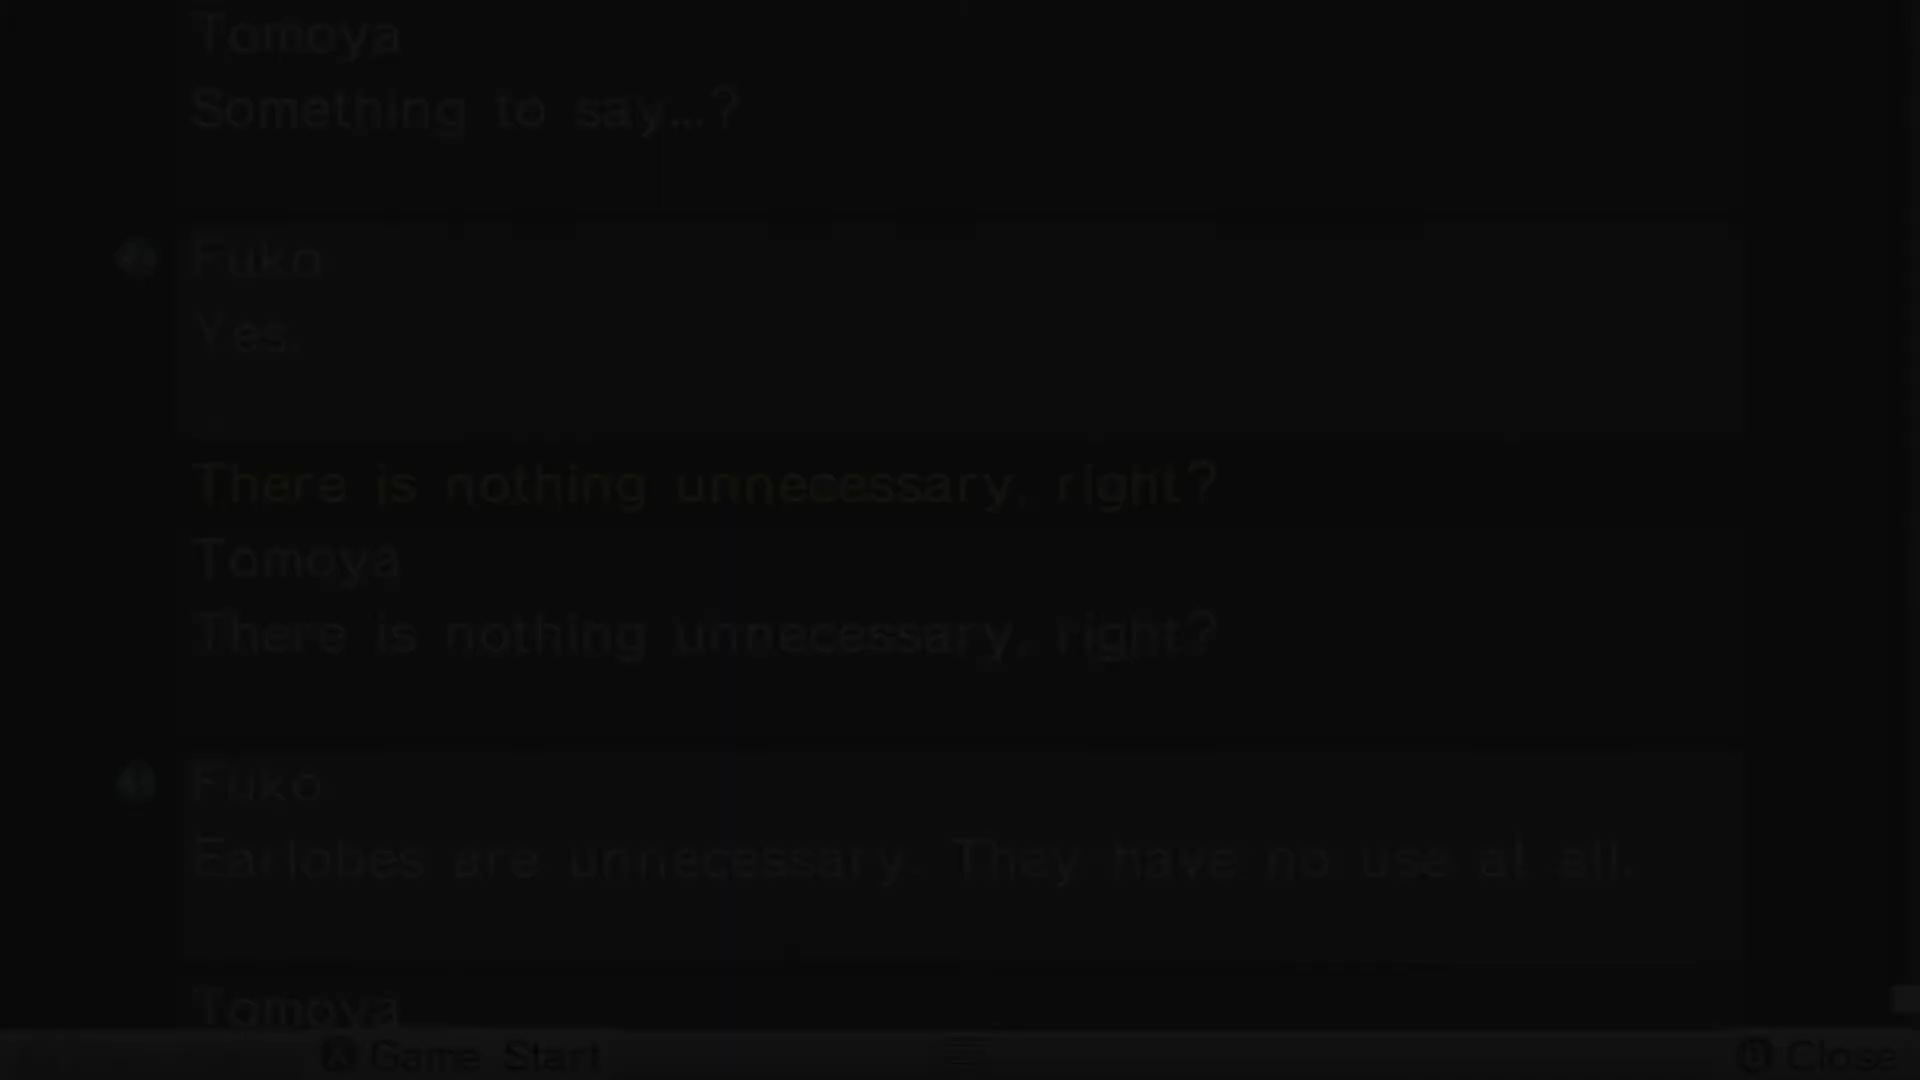 Tomoya
Something to say…?
Fuko
Yes.
There is nothing unnecessary, right?
Tomoya
There is nothing unnecessary, right?
Fuko
Earlobes are unnecessary. They have no use at all.
Tomoya
X Game Start
B Close